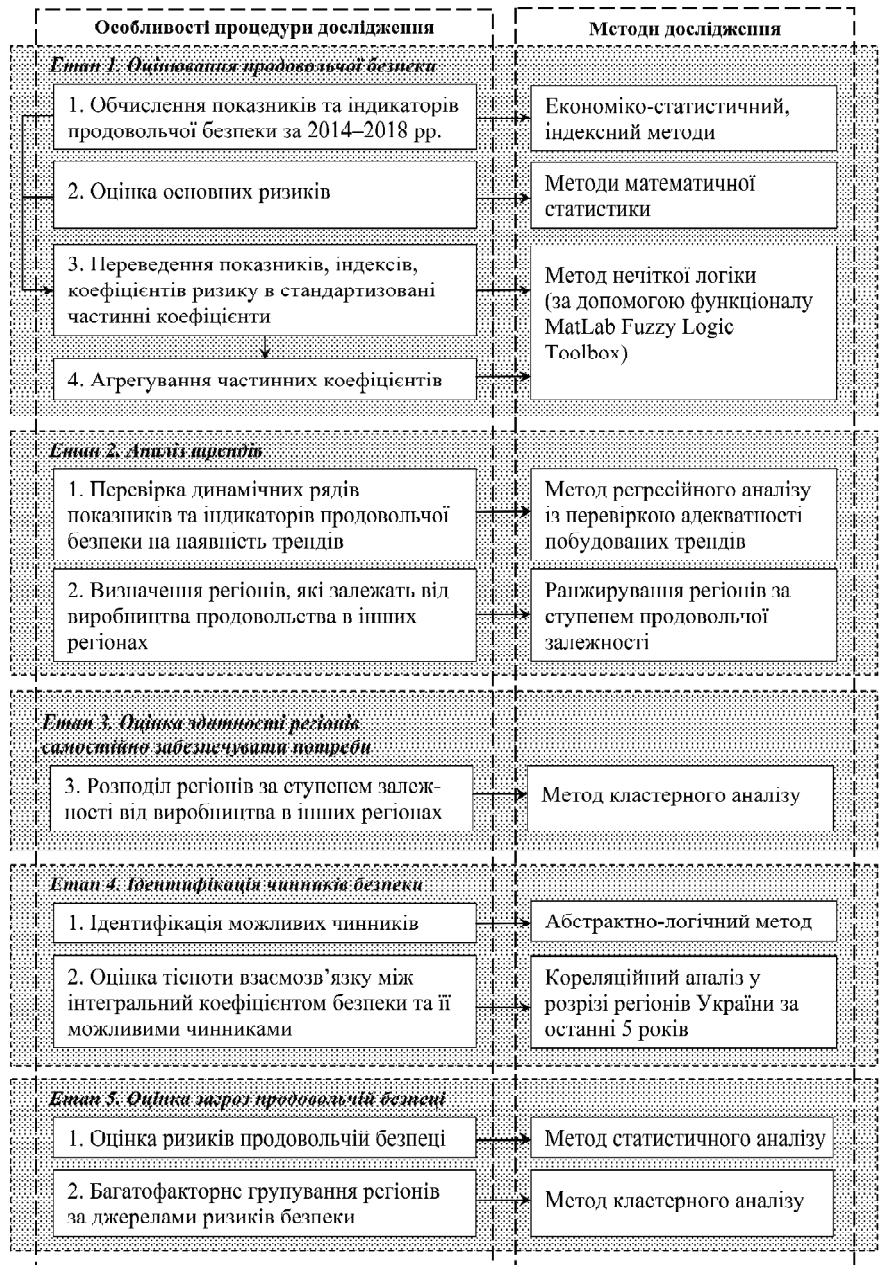 Особливості процедури дослідження
Методи дослідження
Етап 1. Оцінювання продовольчої безпеки
1. Обчислення показників та індикаторів
продовольчої безпеки за 2014–2018 рр.
Економіко-статистичний,
індексний методи
2. Оцінка основних ризиків
Методи математичної
статистики
3. Переведення показників, індексів,
коефіцієнтів ризику в стандартизовані
частинні коефіцієнти
Метод нечіткої логіки
(за допомогою функціоналу
MatLab Fuzzy Logic
Toolbox)
4. Агрегування частинних коефіцієнтів
Етап 2. Аналіз трендів
1. Перевірка динамічних рядів
показників та індикаторів продовольчої
безпеки на наявність трендів
Метод регресійного аналізу
із перевіркою адекватності
побудованих трендів
2. Визначення регіонів, які залежать від
виробництва продовольства в інших
регіонах
Ранжирування регіонів за
ступенем продовольчої
залежності
Етап 3. Оцінка здатності регіонів
самостійно забезпечувати потреби
3. Розподіл регіонів за ступенем залеж-
ності від виробництва в інших регіонах
Метод кластерного аналізу
Етап 4. Ідентифікація чинників безпеки
1. Ідентифікація можливих чинників
Абстрактно-логічний метод
2. Оцінка тісноти взаємозв’язку між
інтегральний коефіцієнтом безпеки та її
можливими чинниками
Кореляційний аналіз у
розрізі регіонів України за
останні 5 років
Етап 5. Оцінка загроз продовольчій безпеці
1. Оцінка ризиків продовольчій безпеці
Метод статистичного аналізу
2. Багатофакторне групування регіонів
за джерелами ризиків безпеки
Метод кластерного аналізу